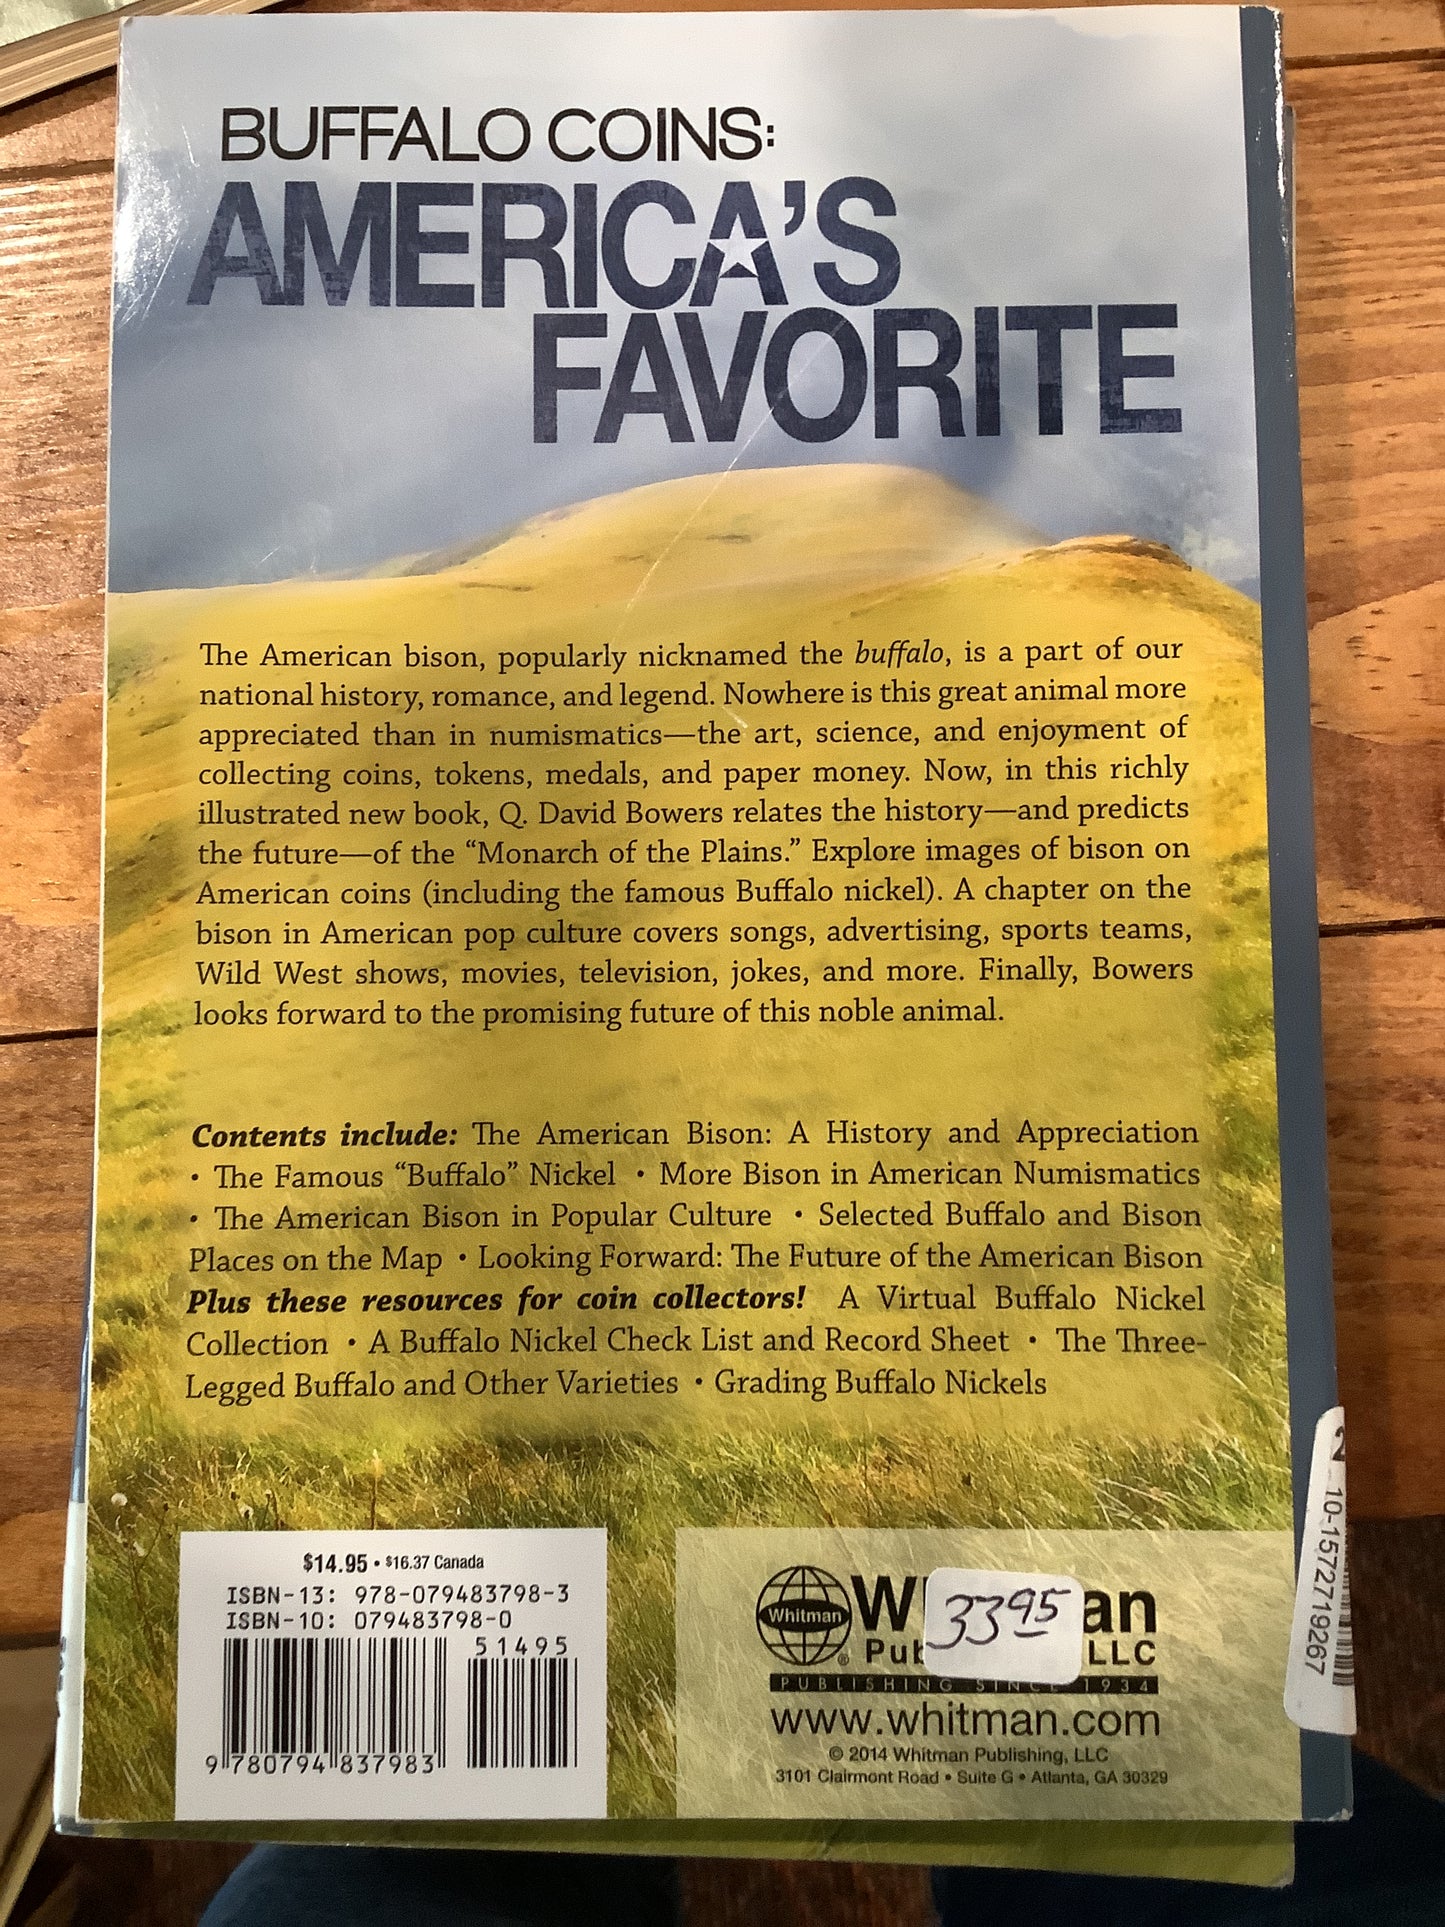 BUFFALO COINS:
AMERICA'S
FAVORITE
The American bison, popularly nicknamed the buffalo, is a part of our
national history, romance, and legend. Nowhere is this great animal more
appreciated than in numismatics—the art, science, and enjoyment of
collecting coins, tokens, medals, and paper money. Now, in this richly
illustrated new book, Q. David Bowers relates the history—and predicts
the future—of the “Monarch of the Plains.” Explore images of bison on
American coins (including the famous Buffalo nickel). A chapter on the
bison in American pop culture covers songs, advertising, sports teams,
Wild West shows, movies, television, jokes, and more. Finally, Bowers
looks forward to the promising future of this noble animal.
Contents include: The American Bison: A History and Appreciation
• The Famous “Buffalo” Nickel • More Bison in American Numismatics
• The American Bison in Popular Culture • Selected Buffalo and Bison
Places on the Map • Looking Forward: The Future of the American Bison
Plus these resources for coin collectors! A Virtual Buffalo Nickel
Collection • A Buffalo Nickel Check List and Record Sheet • The Three-
Legged Buffalo and Other Varieties • Grading Buffalo Nickels
$14.95 • $16.37 Canada
ISBN-13: 978-079483798-3
ISBN-10: 079483798-0
51495
9 780794 837983
Whitman
33 95
LLC
PUBLISHING SINCE 1934
www.whitman.com
© 2014 Whitman Publishing, LLC
3101 Clairmont Road • Suite G • Atlanta, GA 30329
10-1572719267